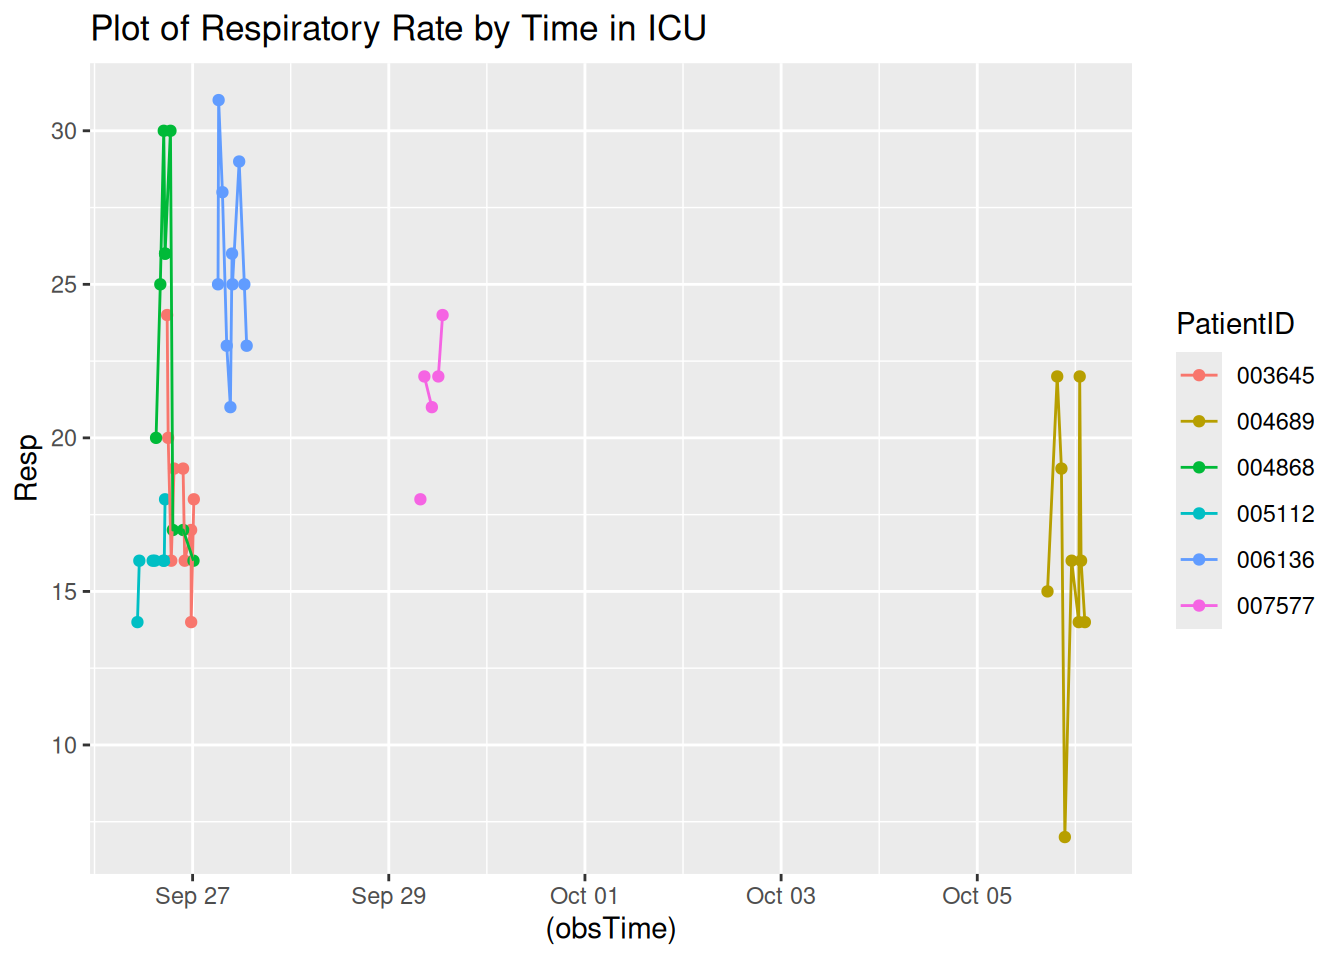 Plot of Respiratory Rate by Time in ICU
Resp
30
25
20
15
10
Sep 27 Sep 29 Oct 01 Oct 03 Oct 05
(obsTime)
PatientID
003645
004689
004868
005112
006136
007577